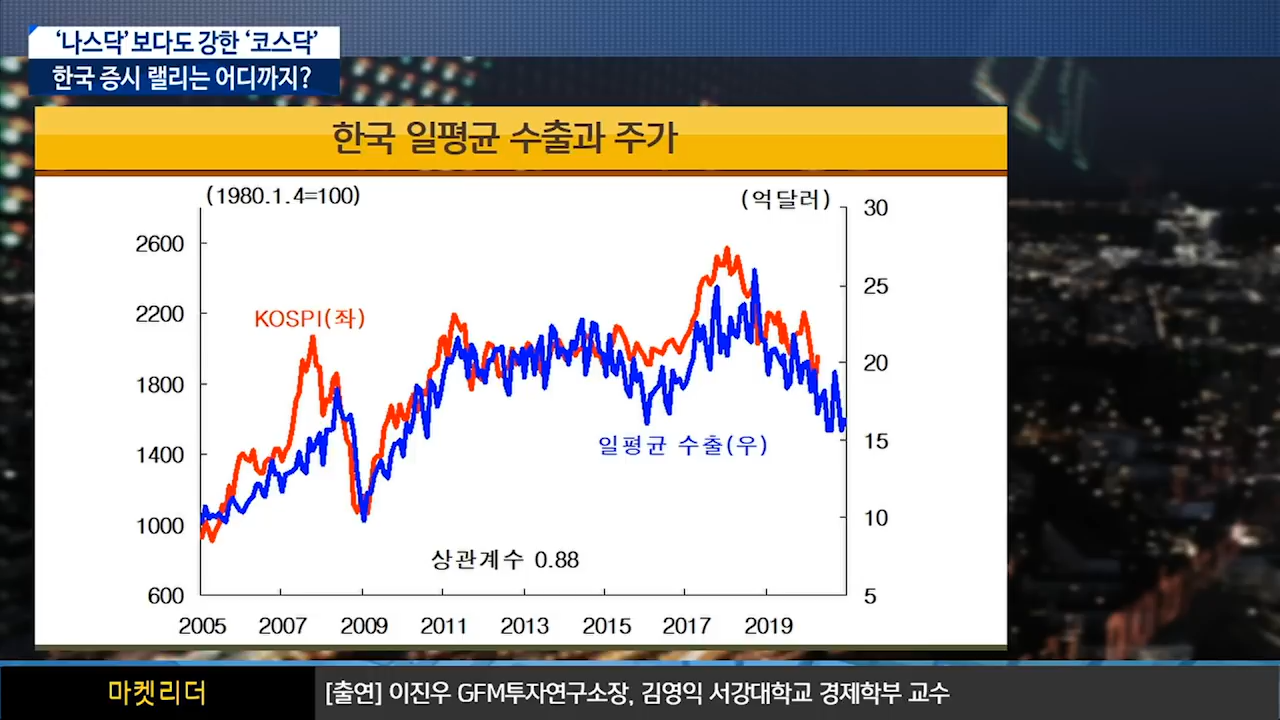 ‘나스닥’보다도 강한 ‘코스닥’
한국 증시 랠리는 어디까지?
한국 일평균 수출과 주가
(1980.1.4=100)
(억달러)
30
2600
25
2200
KOSPI(좌)
20
1800
일평균 수출(우)
15
1400
10
1000
상관계수 0.88
600
5
2005 2007 2009 2011 2013 2015 2017 2019
마켓리더
[출연] 이진우 GFM투자연구소장, 김영익 서강대학교 경제학부 교수